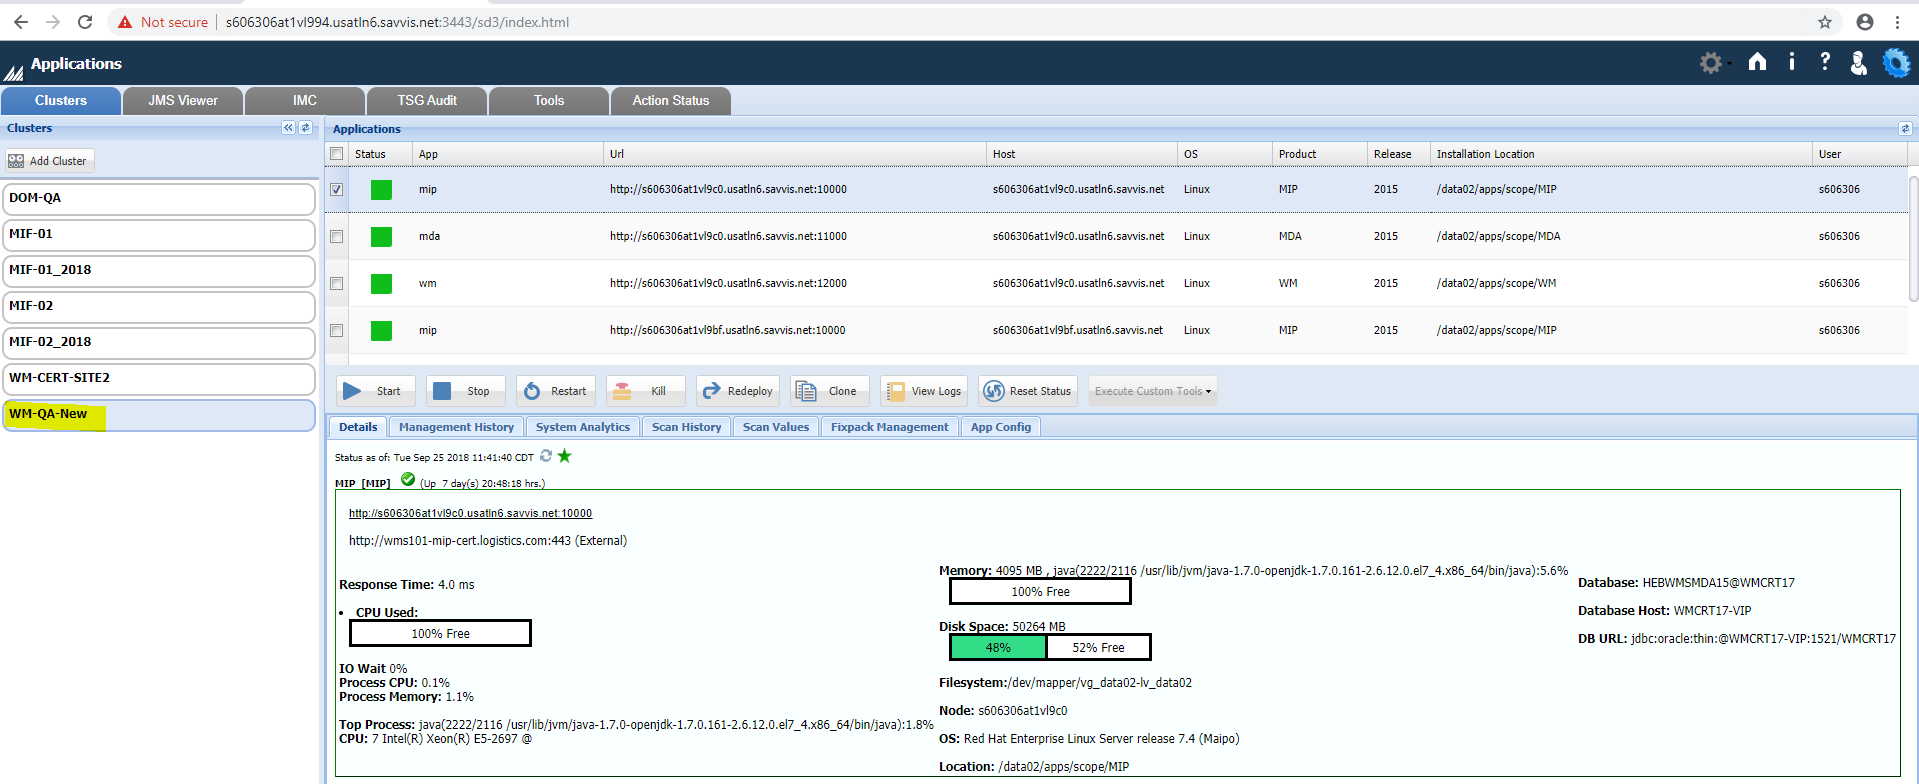 Not secure | s606306at1vl994.usatln6.savvis.net:3443/sd3/index.html
Applications
Clusters JMS Viewer IMC TSG Audit Tools Action Status
Clusters
Add Cluster
DOM-QA
MIF-01
MIF-01_2018
MIF-02
MIF-02_2018
WM-CERT-SITE2
WM-QA-New
Applications
Status App Url Host OS Product Release Installation Location User
mip http://s606306at1vl9c0.usatln6.savvis.net:10000 s606306at1vl9c0.usatln6.savvis.net Linux MIP 2015 /data02/apps/scope/MIP s606306
mda http://s606306at1vl9c0.usatln6.savvis.net:11000 s606306at1vl9c0.usatln6.savvis.net Linux MDA 2015 /data02/apps/scope/MDA s606306
wm http://s606306at1vl9c0.usatln6.savvis.net:12000 s606306at1vl9c0.usatln6.savvis.net Linux WM 2015 /data02/apps/scope/WM s606306
mip http://s606306at1vl9bf.usatln6.savvis.net:10000 s606306at1vl9bf.usatln6.savvis.net Linux MIP 2015 /data02/apps/scope/MIP s606306
Start Stop Restart Kill Redeploy Clone View Logs Reset Status Execute Custom Tools
Details Management History System Analytics Scan History Scan Values Fixpack Management App Config
Status as of: Tue Sep 25 2018 11:41:40 CDT
MIP [MIP] (Up 7 day(s) 20:48:18 hrs.)
http://s606306at1vl9c0.usatln6.savvis.net:10000
http://wms101-mip-cert.logistics.com:443 (External)
Response Time: 4.0 ms
• CPU Used:
100% Free
IO Wait 0%
Process CPU: 0.1%
Process Memory: 1.1%
Top Process: java(2222/2116 /usr/lib/jvm/java-1.7.0-openjdk-1.7.0.161-2.6.12.0.el7_4.x86_64/bin/java):1.8%
CPU: 7 Intel(R) Xeon(R) E5-2697 @
Memory: 4095 MB , java(2222/2116 /usr/lib/jvm/java-1.7.0-openjdk-1.7.0.161-2.6.12.0.el7_4.x86_64/bin/java):5.6%
100% Free
Disk Space: 50264 MB
48% 52% Free
Filesystem:/dev/mapper/vg_data02-lv_data02
Node: s606306at1vl9c0
OS: Red Hat Enterprise Linux Server release 7.4 (Maipo)
Location: /data02/apps/scope/MIP
Database: HEBWMSMDA15@WMCRT17
Database Host: WMCRT17-VIP
DB URL: jdbc:oracle:thin:@WMCRT17-VIP:1521/WMCRT17